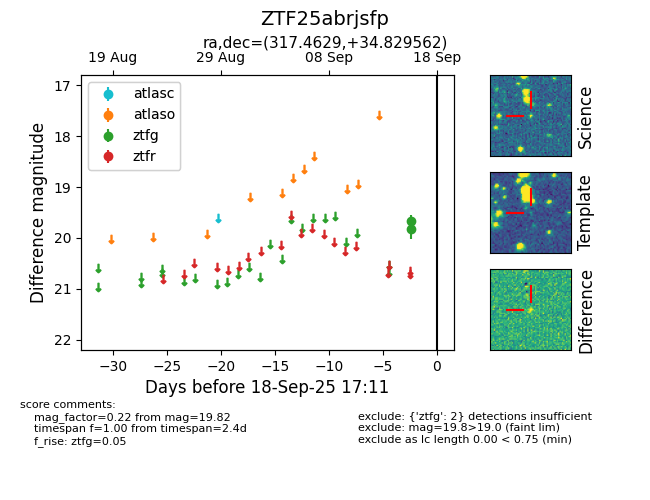 ZTF25abrjsfp
ra,dec=(317.4629,+34.829562)
19 Aug 29 Aug 08 Sep 18 Sep
17
18
19
20
21
22
Difference magnitude
atlasc
atlaso
ztfg
ztfr
−30 −25 −20 −15 −10 −5 0
Days before 18-Sep-25 17:11
Science
Template
Difference
score comments:
mag_factor=0.22 from mag=19.82
timespan f=1.00 from timespan=2.4d
f_rise: ztfg=0.05
exclude: {'ztfg': 2} detections insufficient
exclude: mag=19.8>19.0 (faint lim)
exclude as lc length 0.00 < 0.75 (min)